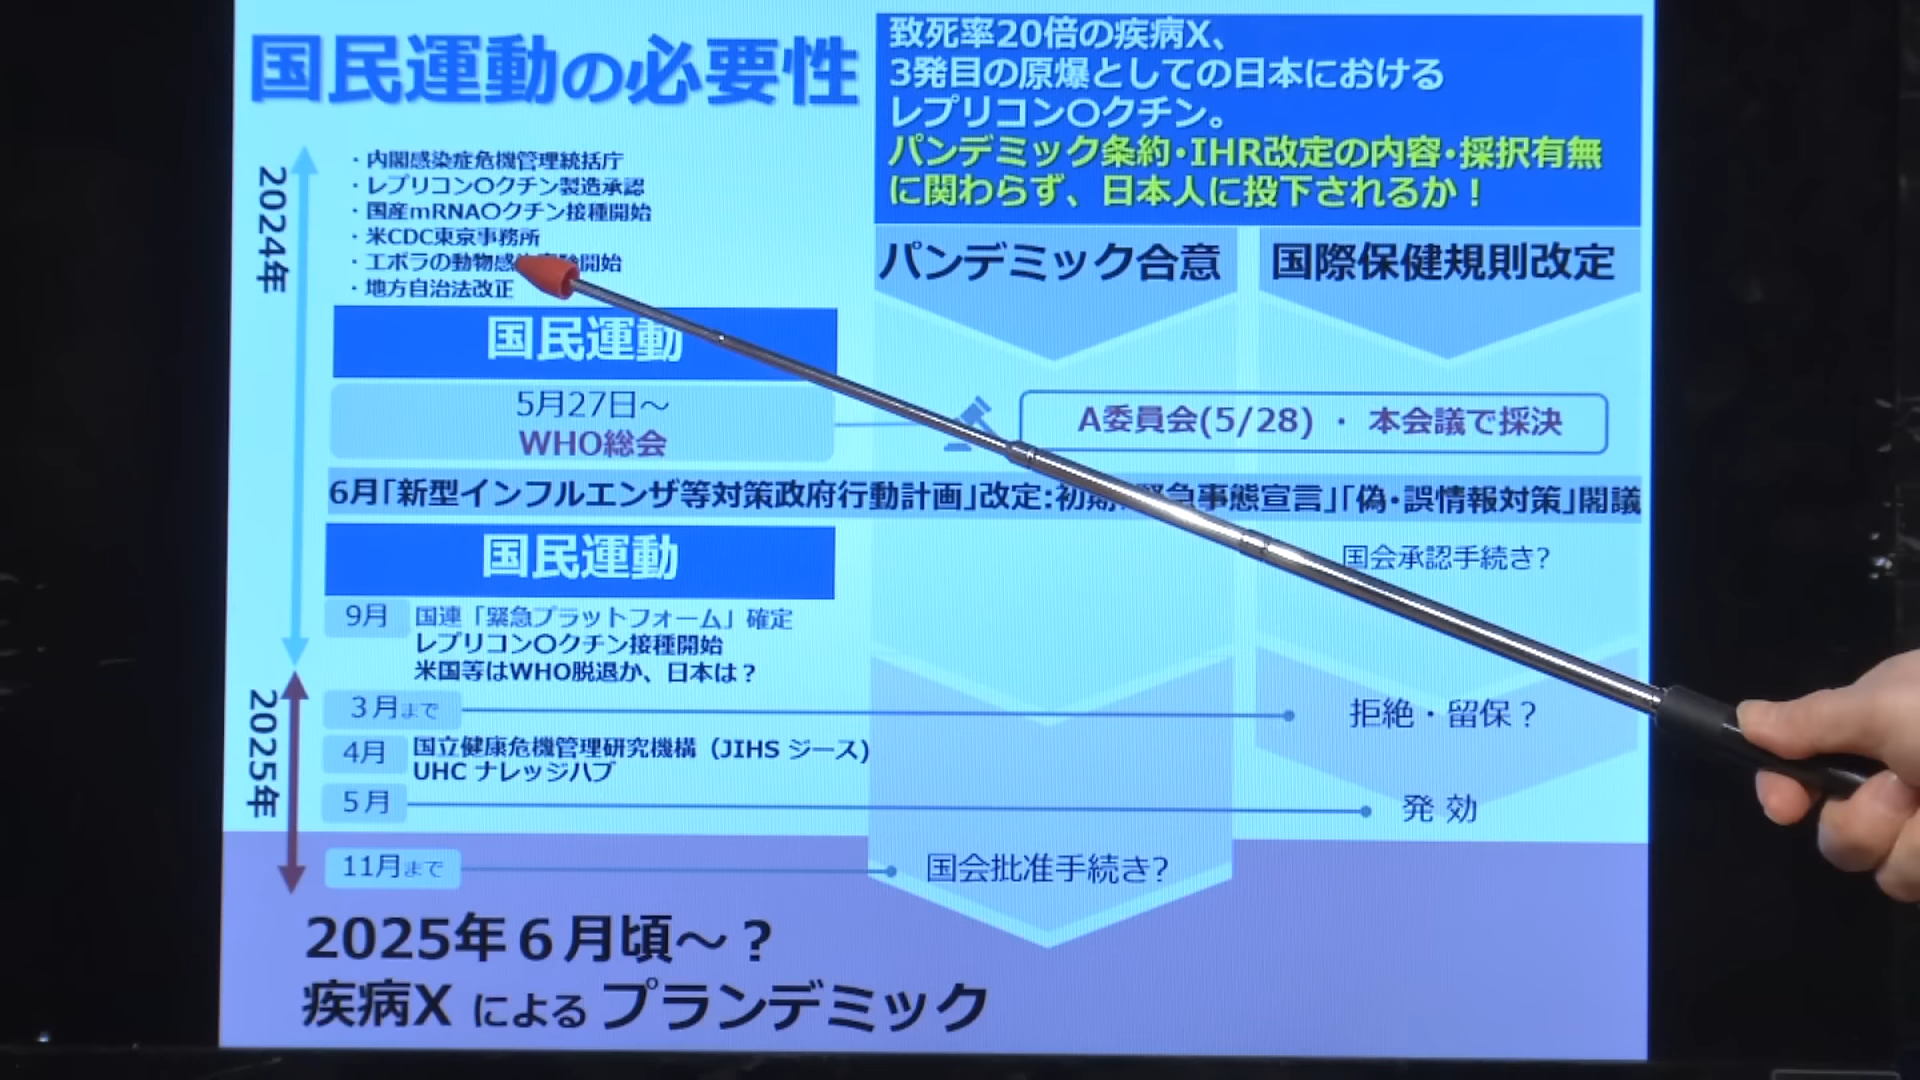 国民運動の必要性
致死率20倍の疾病X、
3発目の原爆としての日本における
レプリコン〇クチン。
パンデミック条約・IHR改定の内容・採択有無
に関わらず、日本人に投下されるか！
2024年
・内閣感染症危機管理統括庁
・レプリコン〇クチン製造承認
・国産mRNA〇クチン接種開始
・米CDC東京事務所
・エボラの動物感 開始
・地方自治法改正
パンデミック合意
国際保健規則改定
国民運動
5月27日～
WHO総会
A委員会(5/28) ・ 本会議で採決
6月｢新型インフルエンザ等対策政府行動計画｣改定:初期 緊急事態宣言｣｢偽・誤情報対策｣閣議
国民運動
国会承認手続き?
9月
国連「緊急プラットフォーム」確定
レプリコン〇クチン接種開始
米国等はWHO脱退か、日本は？
2025年
3月まで
拒絶・留保？
4月
国立健康危機管理研究機構（JIHS ジース)
UHC ナレッジハブ
5月
発 効
11月まで
国会批准手続き?
2025年６月頃～？
疾病X による プランデミック